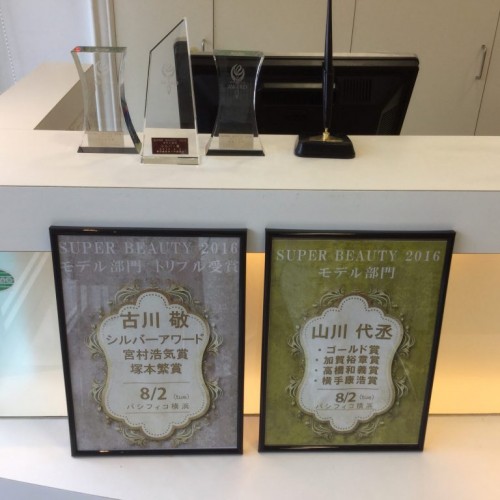 SUPER BEAUTY 2016
モデル部門 トリプル受賞
古川 敬
シルバーアワード
宮村浩気賞
塚本繁賞
8/2 (tue)
パシフィコ横浜
SUPER BEAUTY 2016
モデル部門
山川 代丞
・ゴールド賞
・加賀裕章賞
・高橋和義賞
・横手康浩賞
8/2 (tue)
パシフィコ横浜